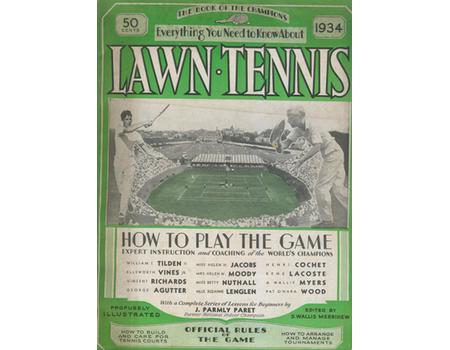 THE BOOK OF THE CHAMPIONS
50 CENTS
Everything You Need to Know About
1934
LAWN·TENNIS
HOW TO PLAY THE GAME
EXPERT INSTRUCTION and COACHING of the WORLD'S CHAMPIONS
WILLIAM T. TILDEN
MISS HELEN H. JACOBS
HENRI COCHET
ELLSWORTH VINES
MRS. HELEN W. MOODY
RENE LACOSTE
VINCENT RICHARDS
MISS BETTY NUTHALL
A. WALLIS MYERS
GEORGE AGUTTER
MLLE. SUZANNE LENGLEN
PAT O'HARA WOOD
With a Complete Series of Lessons for Beginners by
J. PARMLY PARET
Former National Indoor Champion
PROFUSELY ILLUSTRATED
EDITED BY S. WALLIS MERRIHEW
HOW TO BUILD AND CARE FOR TENNIS COURTS
OFFICIAL RULES
OF
THE GAME
HOW TO ARRANGE AND MANAGE TOURNAMENTS